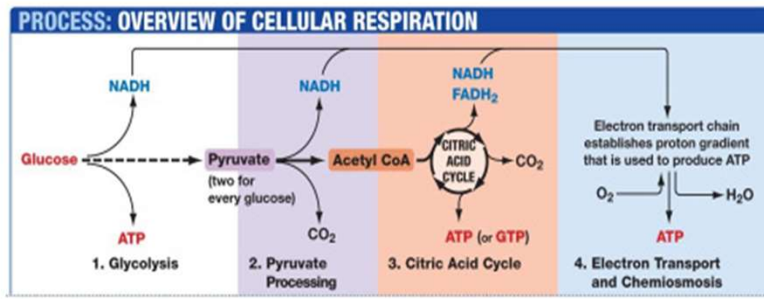 PROCESS: OVERVIEW OF CELLULAR RESPIRATION
NADH
NADH
NADH
FADH₂
Electron transport chain
establishes proton gradient
that is used to produce ATP
Glucose
Pyruvate
(two for
every glucose)
Acetyl CoA
CITRIC
ACID
CYCLE
CO₂
O₂
H₂O
ATP
CO₂
ATP (or GTP)
ATP
1. Glycolysis
2. Pyruvate
Processing
3. Citric Acid Cycle
4. Electron Transport
and Chemiosmosis